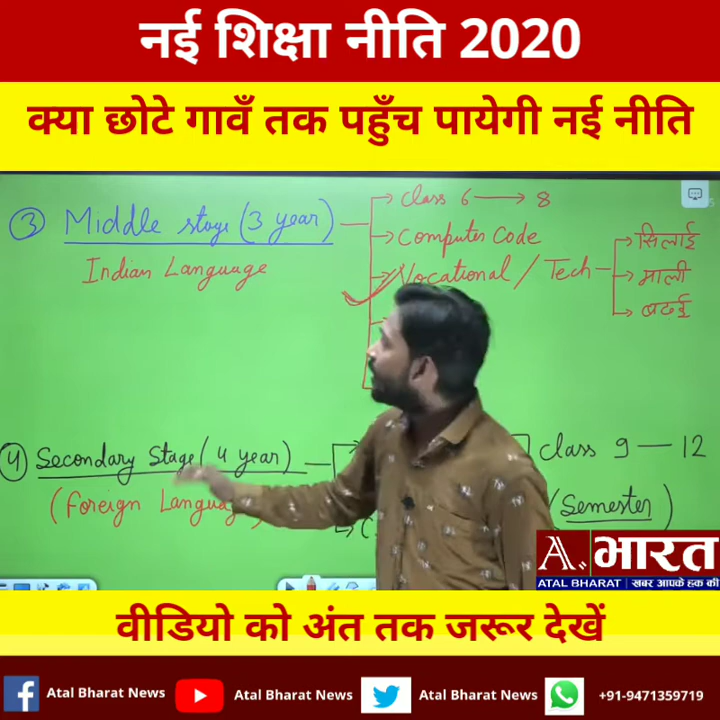 नई शिक्षा नीति 2020
क्या छोटे गावँ तक पहुँच पायेगी नई नीति
③ Middle stage (3 year)
Indian Language
→ Class 6 → 8
→ Computer Code
→ Vocational / Tech
→ सिलाई
→ माली
→ बढई
④ Secondary Stage (4 year)
(Foreign
class 9 — 12
(Semester)
A. भारत
ATAL BHARAT | खबर आपके हक की
वीडियो को अंत तक जरूर देखें
Atal Bharat News
Atal Bharat News
Atal Bharat News
+91-9471359719